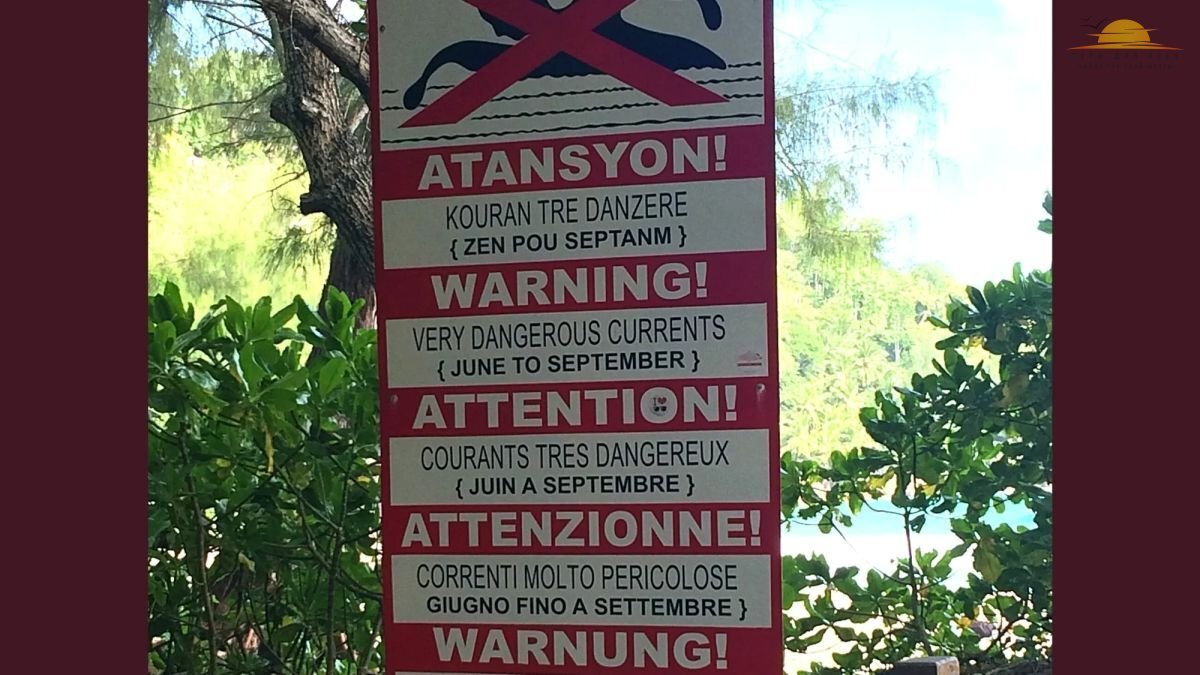 ATANSYON!
KOURAN TRE DANZERE
{ ZEN POU SEPTANM }
WARNING!
VERY DANGEROUS CURRENTS
{ JUNE TO SEPTEMBER }
ATTENTION!
COURANTS TRES DANGEREUX
{ JUIN A SEPTEMBRE }
ATTENZIONNE!
CORRENTI MOLTO PERICOLOSE
GIUGNO FINO A SETTEMBRE }
WARNUNG!